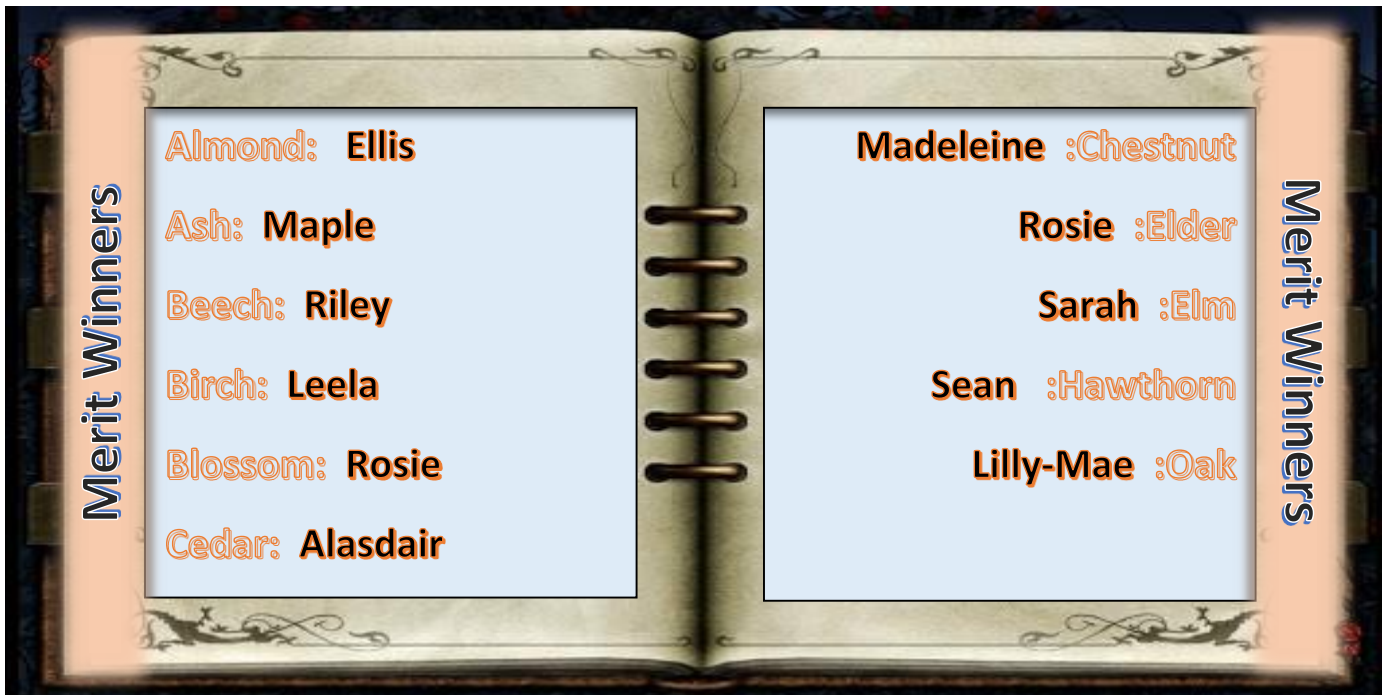 Merit Winners
Almond: Ellis
Ash: Maple
Beech: Riley
Birch: Leela
Blossom: Rosie
Cedar: Alasdair
Madeleine :Chestnut
Rosie :Elder
Sarah :Elm
Sean :Hawthorn
Lilly-Mae :Oak
Merit Winners